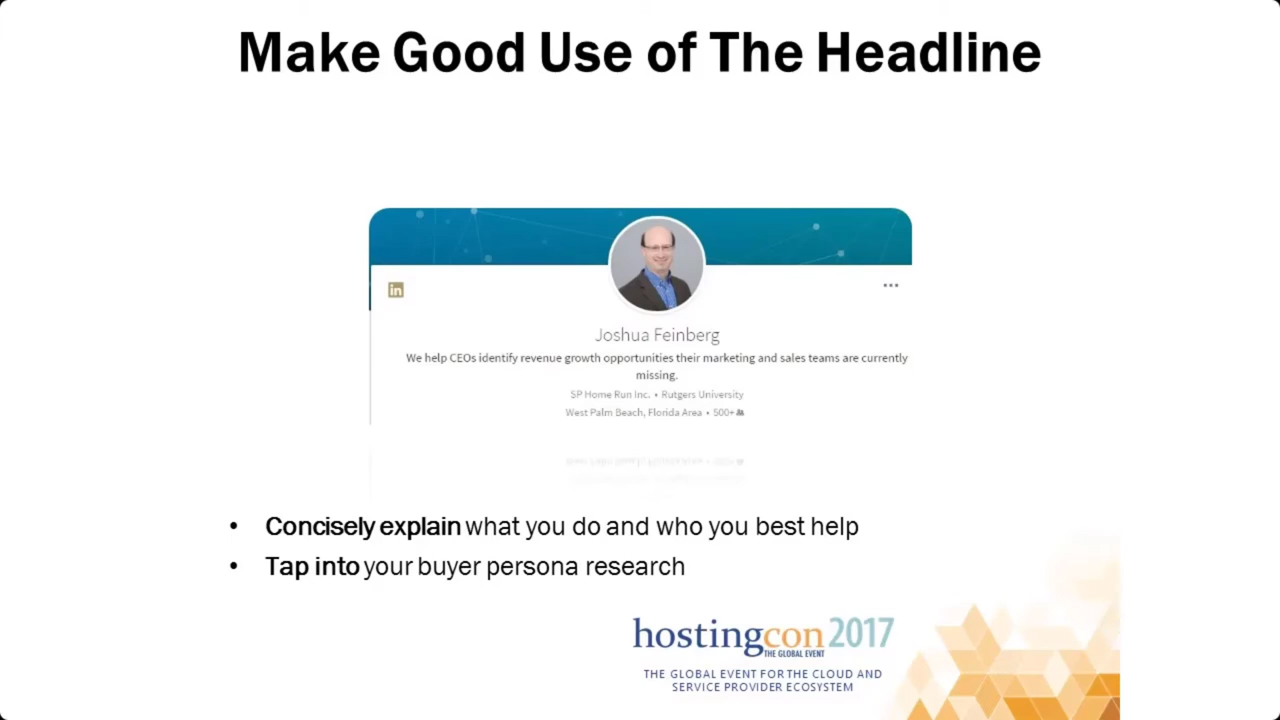 Make Good Use of The Headline
in
Joshua Feinberg
We help CEOs identify revenue growth opportunities their marketing and sales teams are currently
missing.
SP Home Run Inc. • Rutgers University
West Palm Beach, Florida Area • 500+
• Concisely explain what you do and who you best help
• Tap into your buyer persona research
hostingcon 2017
THE GLOBAL EVENT
THE GLOBAL EVENT FOR THE CLOUD AND
SERVICE PROVIDER ECOSYSTEM